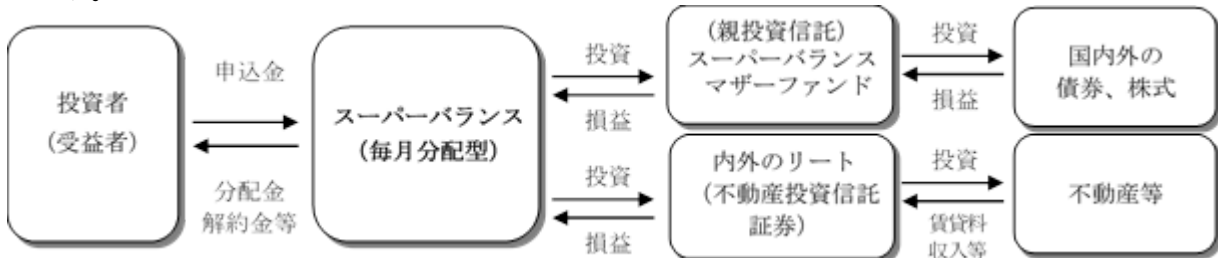 投資者
(受益者)
申込金
分配金
解約金等
スーパーバランス
(毎月分配型)
投資
損益
投資
損益
(親投資信託)
スーパーバランス
マザーファンド
内外のリート
(不動産投資信託
証券)
投資
損益
投資
賃貸料
収入等
国内外の
債券、株式
不動産等